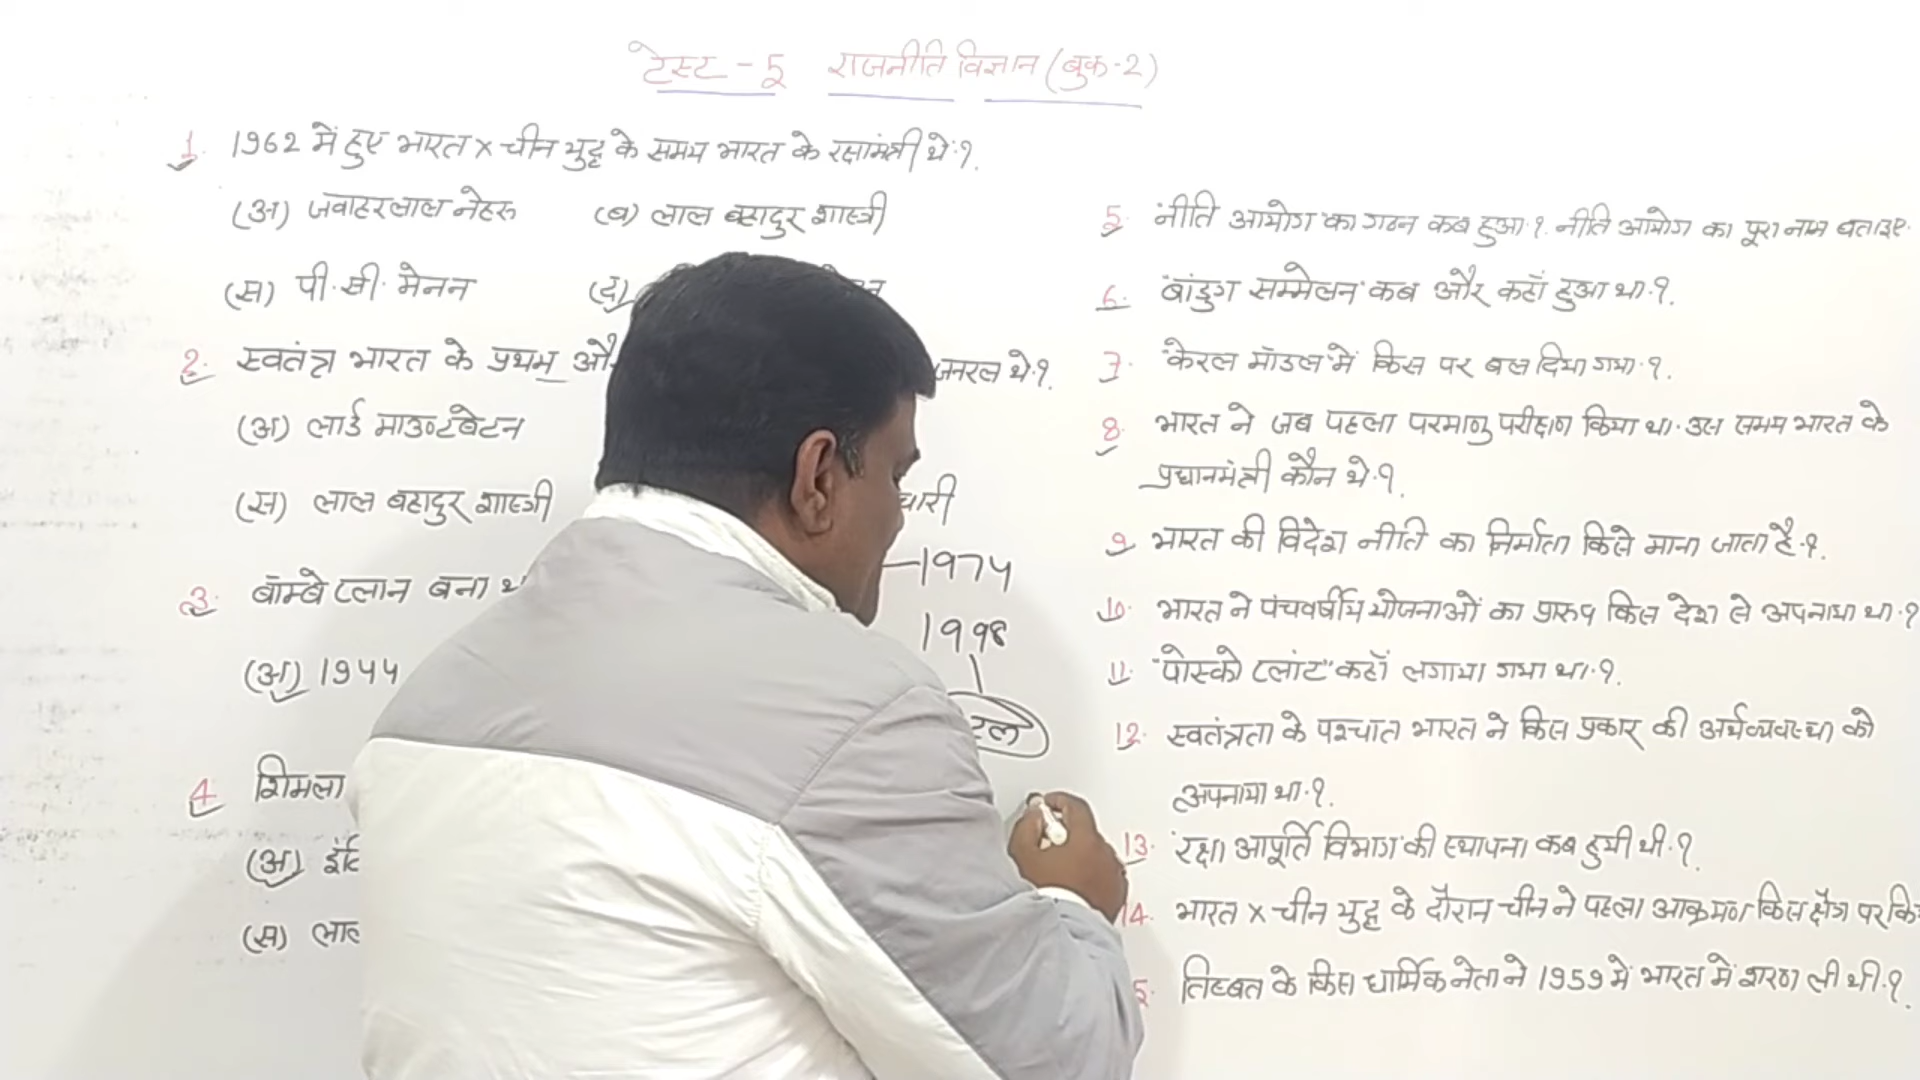 टेस्ट - 5 राजनीति विज्ञान (बुक-2)
1. 1962 में हुए भारत x चीन युद्ध के समय भारत के रक्षामंत्री थे.?
(अ) जवाहरलाल नेहरू (ब) लाल बहादुर शास्त्री
(स) पी. सी. मेनन (द)
2. स्वतंत्र भारत के प्रथम जनरल थे?
(अ) लार्ड माउण्टबेटन
(स) लाल बहादुर शास्त्री चारी
3. बॉम्बे प्लान बना
(अ) 1944
1974
1998
4 शिमला
(अ)
(स)
5. नीति आयोग का गठन कब हुआ.?. नीति आयोग का पूरा नाम बताइए.
6. "बांडुग सम्मेलन" कब और कहाँ हुआ था.?.
7. "केरल मॉडल" में किस पर बल दिया गया.?.
8. भारत ने जब पहला परमाणु परीक्षण किया था. उस समय भारत के
प्रधानमंत्री कौन थे.?.
9. भारत की विदेश नीति का निर्माता किसे माना जाता है.?.
10. भारत ने पंचवर्षीय योजनाओं का प्रारुप किस देश से अपनाया था.?
11. "पोस्को प्लांट" कहाँ लगाया गया था.?.
12. स्वतंत्रता के पश्चात भारत ने किस प्रकार की अर्थव्यवस्था को
अपनाया था.?.
13. रक्षा आपूर्ति विभाग की स्थापना कब हुयी थी.?.
14. भारत x चीन युद्ध के दौरान चीन ने पहला आक्रमण किस क्षेत्र पर
5. तिब्बत के किस धार्मिक नेता ने 1959 में भारत में शरण ली थी.?.